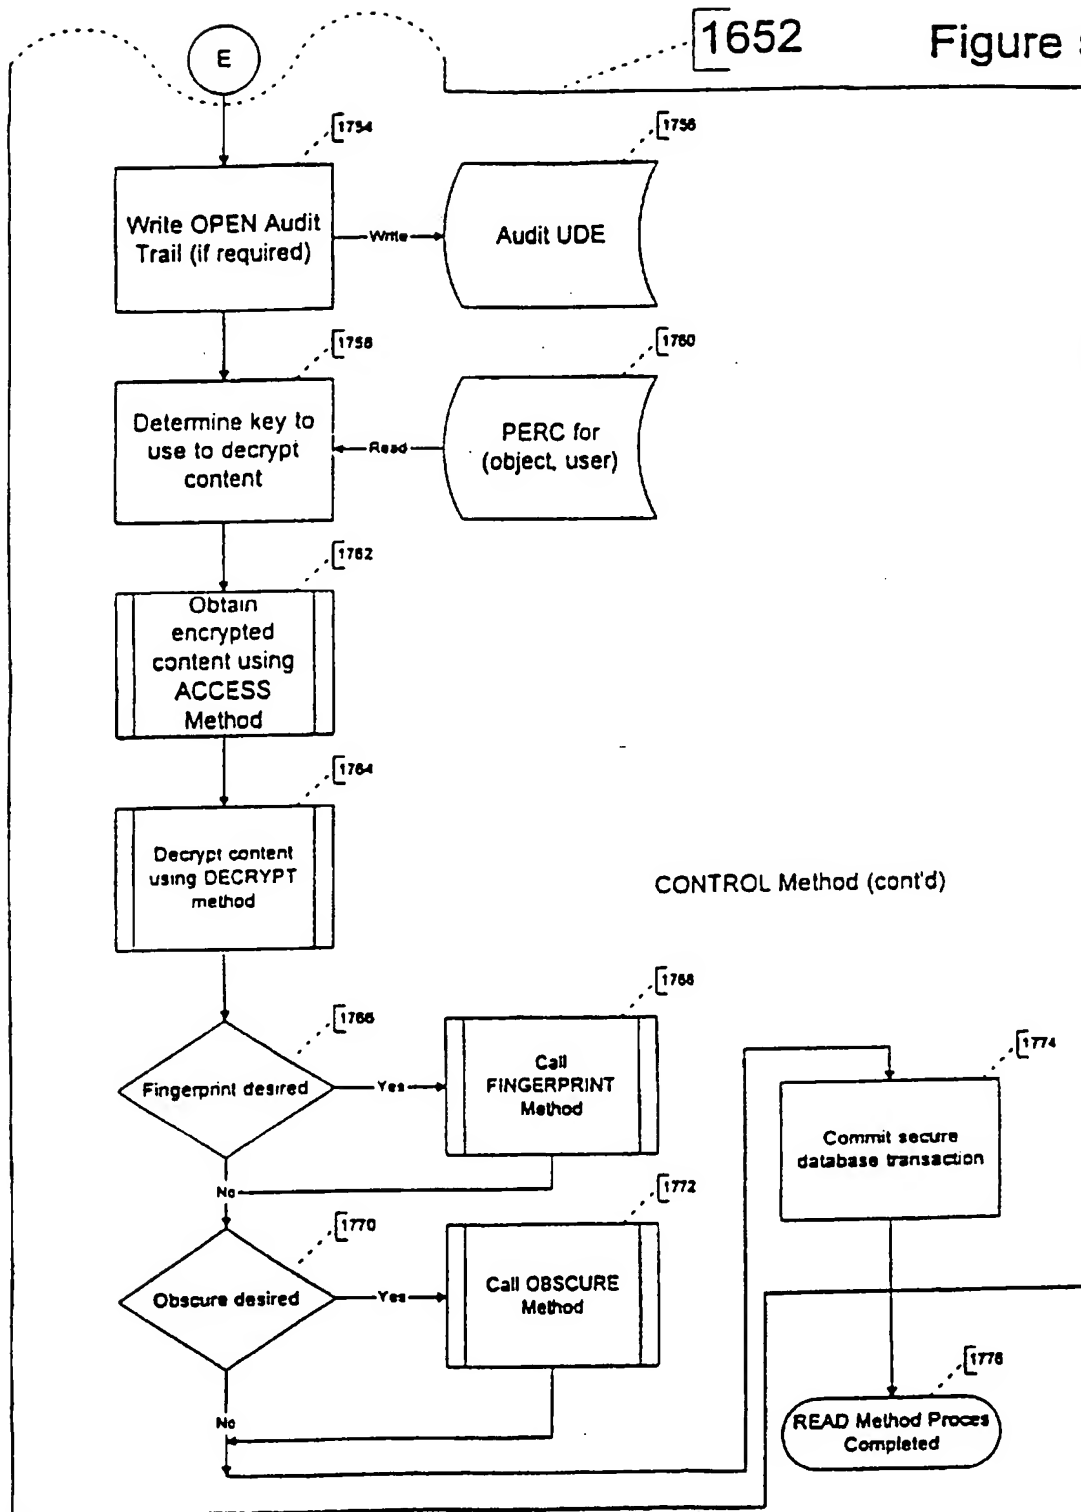 E
1652
Figure
1754
Write OPEN Audit
Trail (if required)
Write
1756
Audit UDE
1758
Determine key to
use to decrypt
content
Read
1760
PERC for
(object, user)
1762
Obtain
encrypted
content using
ACCESS
Method
1764
Decrypt content
using DECRYPT
method
CONTROL Method (cont'd)
1766
Fingerprint desired
Yes
1768
Call
FINGERPRINT
Method
No
1770
Obscure desired
Yes
1772
Call OBSCURE
Method
No
1774
Commit secure
database transaction
1776
READ Method Proces
Completed